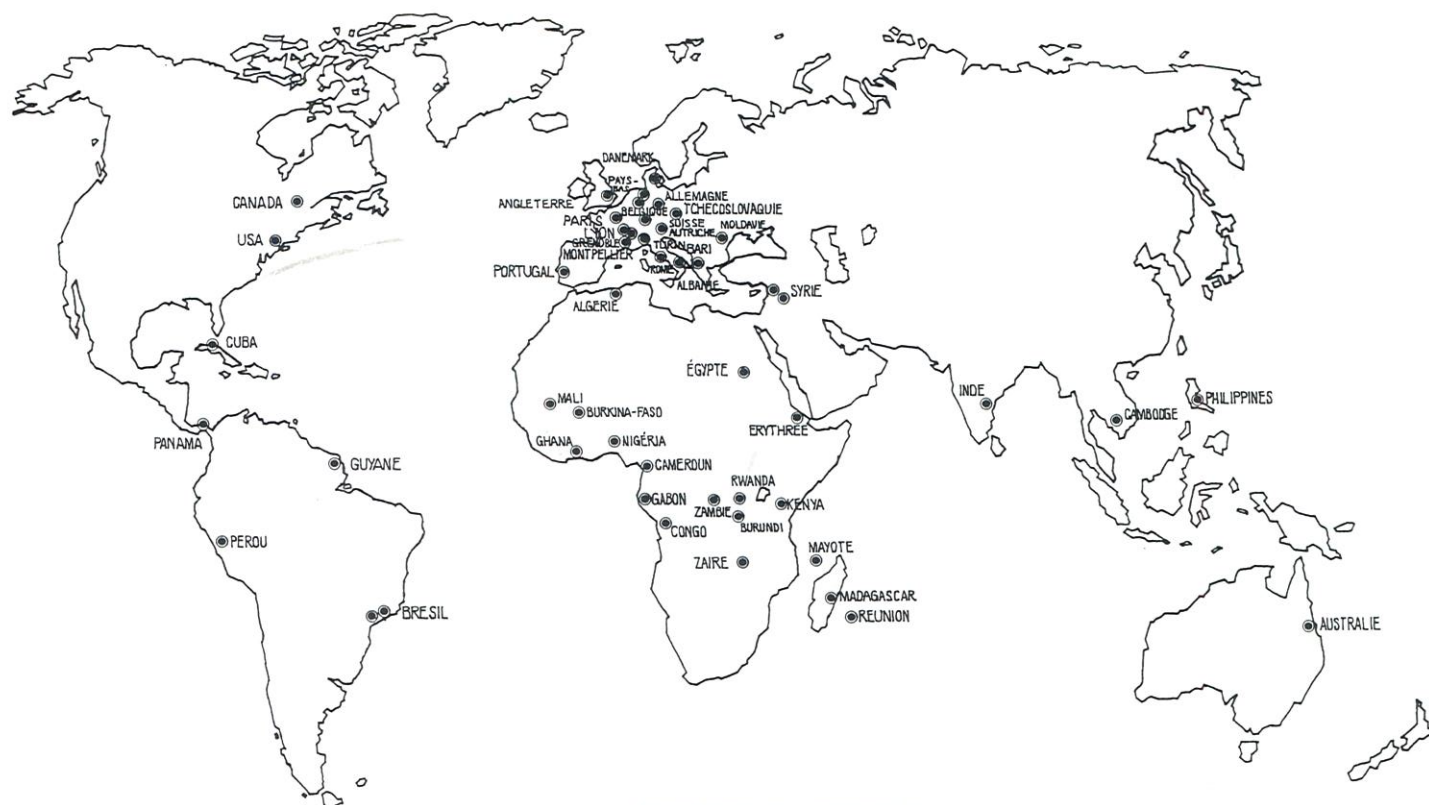 DANEMARK
PAYS-
BAS
ALLEMAGNE
CANADA
ANGLETERRE
BELGIQUE
TCHECOSLOVAQUIE
PARIS
SUISSE
LYON
AUTRICHE
MOLDAVIE
USA
GRENOBLE
TURIN
MONTPELLIER
BARI
ROME
PORTUGAL
ALBANIE
SYRIE
ALGERIE
CUBA
ÉGYPTE
INDE
MALI
PHILIPPINES
BURKINA-FASO
CAMBODGE
ERYTHREE
PANAMA
GHANA
NIGÉRIA
GUYANE
CAMEROUN
RWANDA
GABON
KENYA
ZAMBIE
CONGO
BURUNDI
PEROU
MAYOTE
ZAIRE
MADAGASCAR
BRESIL
REUNION
AUSTRALIE